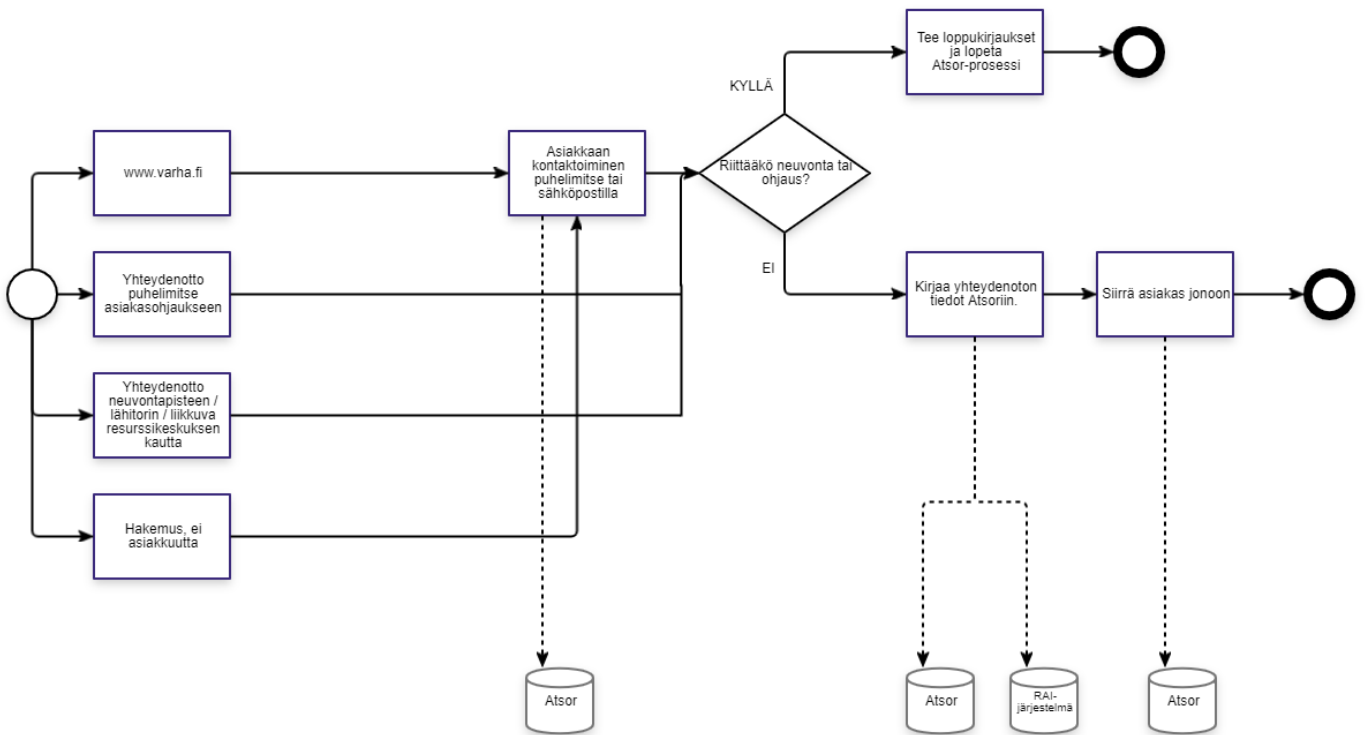 Tee loppukirjaukset
ja lopeta
Atsor-prosessi
KYLLÄ
www.varha.fi
Asiakkaan
kontaktoiminen
puhelimitse tai
sähköpostilla
Riittääkö neuvonta tai
ohjaus?
EI
Yhteydenotto
puhelimitse
asiakasohjaukseen
Kirjaa yhteydenoton
tiedot Atsoriin.
Siirrä asiakas jonoon
Yhteydenotto
neuvontapisteen /
lähitorin / liikkuva
resurssikeskuksen
kautta
Hakemus, ei
asiakkuutta
Atsor
Atsor
RAI-
järjestelmä
Atsor